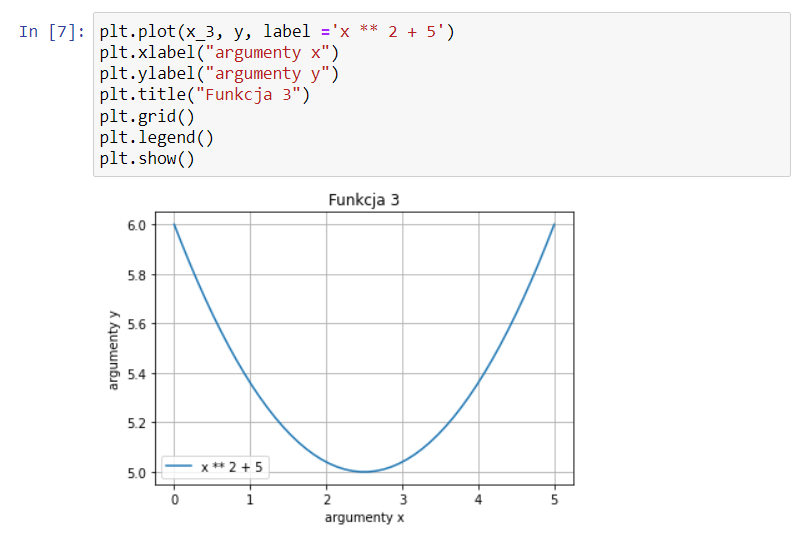 In [7]: plt.plot(x_3, y, label ='x ** 2 + 5')
plt.xlabel("argumenty x")
plt.ylabel("argumenty y")
plt.title("Funkcja 3")
plt.grid()
plt.legend()
plt.show()
Funkcja 3
6.0
5.8
5.6
5.4
5.2
5.0
argumenty y
x ** 2 + 5
0 1 2 3 4 5
argumenty x